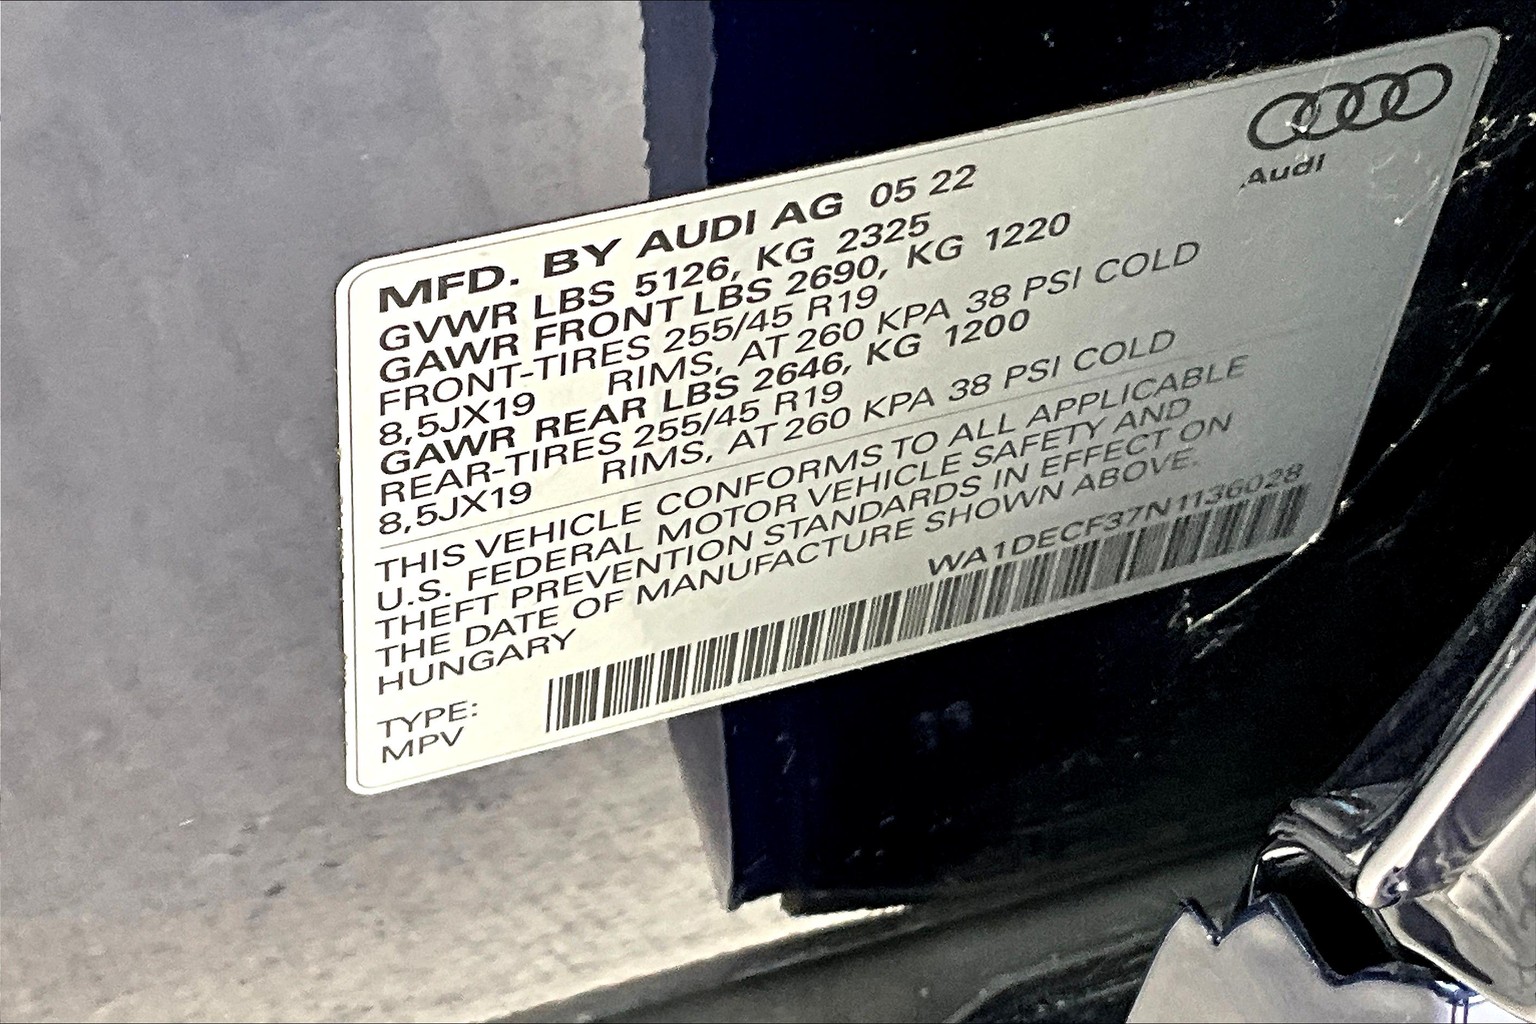 Audi
MFD. BY AUDI AG 05 22
GVWR LBS 5126, KG 2325
GAWR FRONT LBS 2690, KG 1220
FRONT-TIRES 255/45 R19
8,5JX19 RIMS, AT 260 KPA 38 PSI COLD
GAWR REAR LBS 2646, KG 1200
REAR-TIRES 255/45 R19
8,5JX19 RIMS, AT 260 KPA 38 PSI COLD
THIS VEHICLE CONFORMS TO ALL APPLICABLE
U.S. FEDERAL MOTOR VEHICLE SAFETY AND
THEFT PREVENTION STANDARDS IN EFFECT ON
THE DATE OF MANUFACTURE SHOWN ABOVE.
HUNGARY
WA1DECF37N1136028
TYPE:
MPV